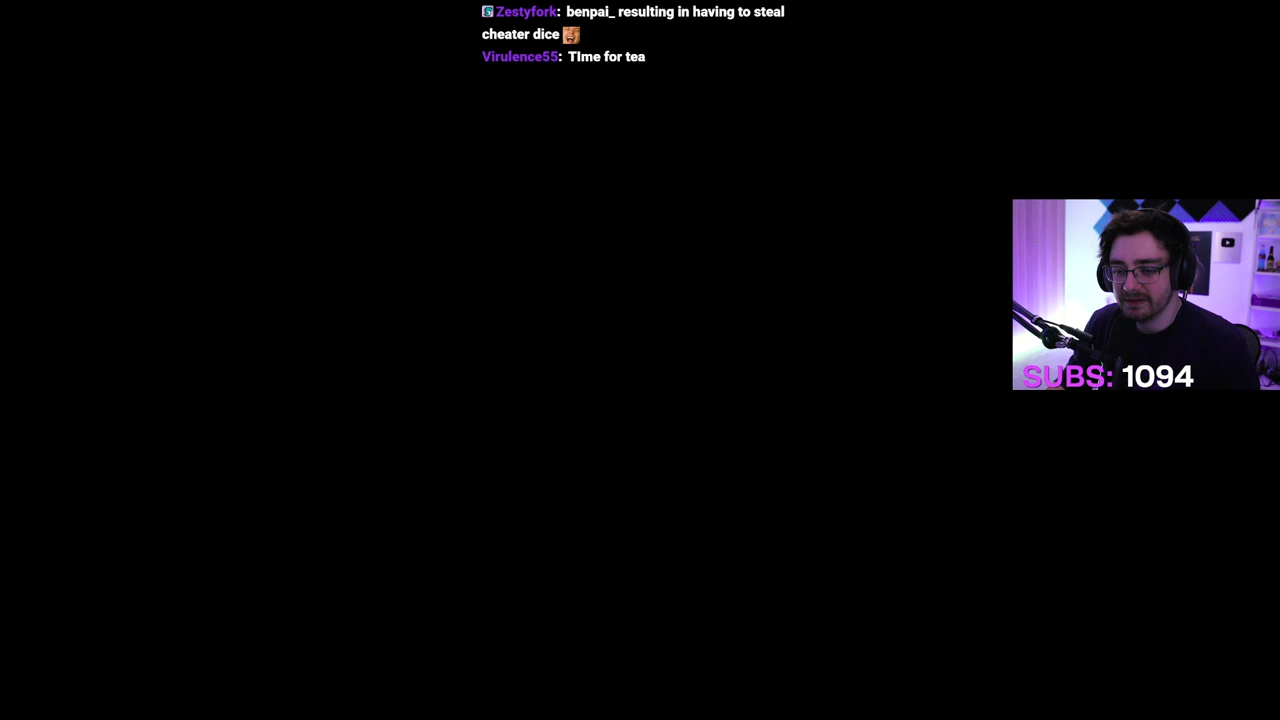 Zestyfork: benpai_ resulting in having to steal
cheater dice
Virulence55: TIme for tea
SUBS: 1094